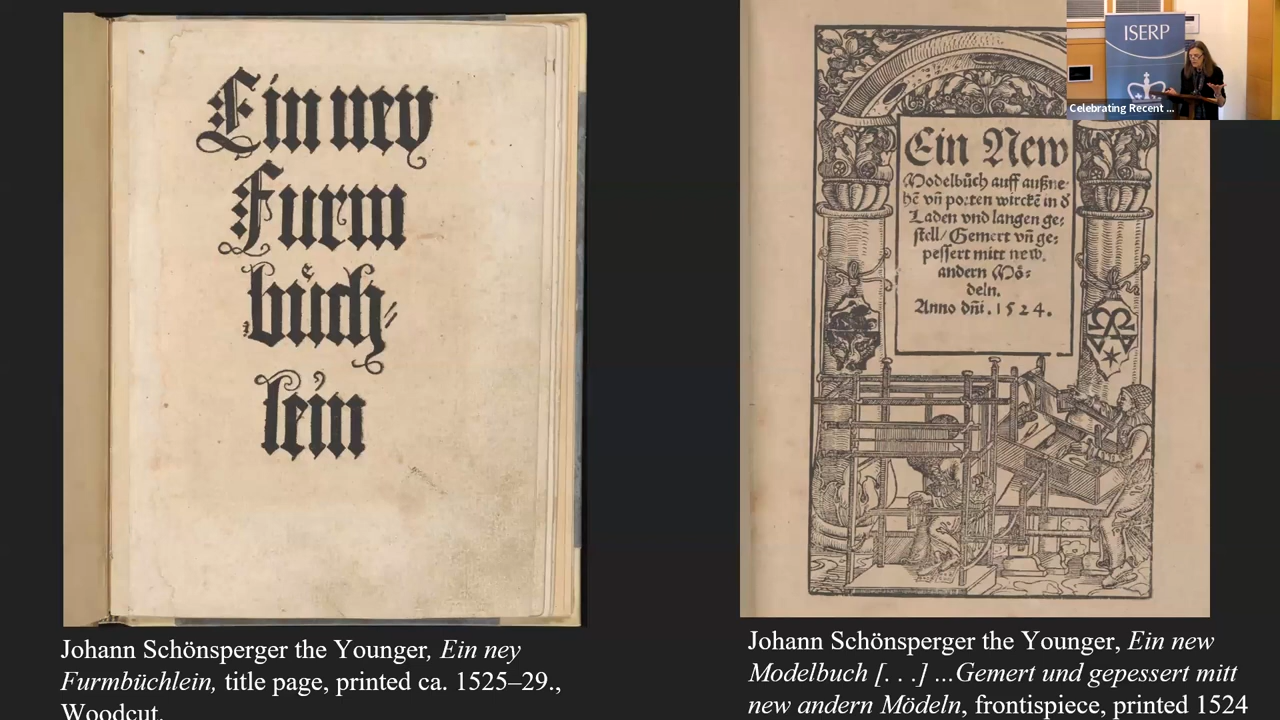 Ein ney
Furm
büch⸗
lein
Johann Schönsperger the Younger, Ein ney
Furmbüchlein, title page, printed ca. 1525–29.,
Woodcut.
Ein New
Modelbüch auff außne⸗
hẽ vñ porten wirckẽ in d̕
Laden vnd langen ge⸗
stell/ Gemert vñ ge⸗
pessert mitt new.
andern Mö⸗
deln.
Anno dñi . 1524.
Johann Schönsperger the Younger, Ein new
Modelbuch [. . .] ...Gemert und gepessert mitt
new andern Mödeln, frontispiece, printed 1524
ISERP
Celebrating Recent ...